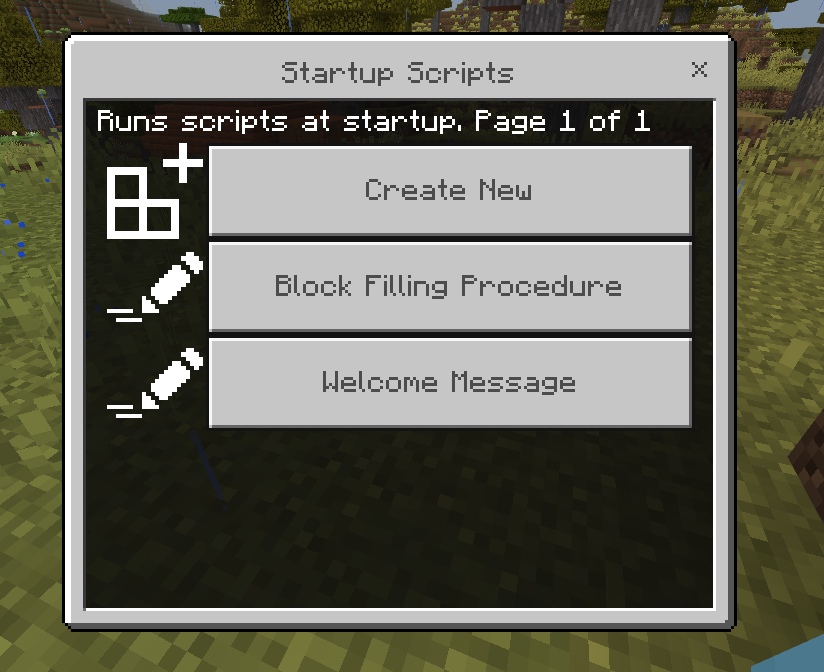 Startup Scripts
Runs scripts at startup. Page 1 of 1
Create New
Block Filling Procedure
Welcome Message